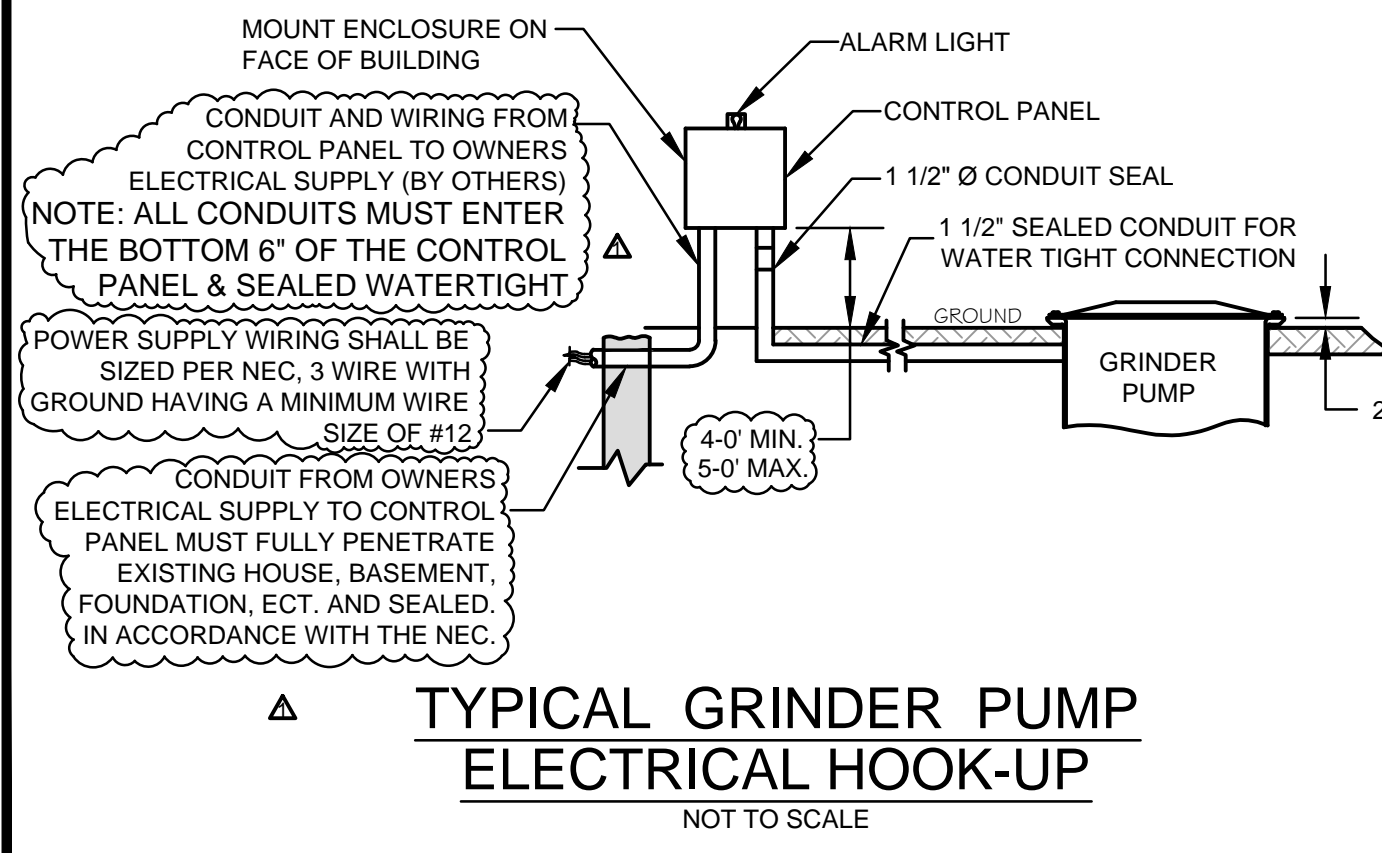 MOUNT ENCLOSURE ON
FACE OF BUILDING
ALARM LIGHT
CONTROL PANEL
CONDUIT AND WIRING FROM
CONTROL PANEL TO OWNERS
ELECTRICAL SUPPLY (BY OTHERS)
NOTE: ALL CONDUITS MUST ENTER
THE BOTTOM 6" OF THE CONTROL
PANEL & SEALED WATERTIGHT
1
1 1/2" Ø CONDUIT SEAL
1 1/2" SEALED CONDUIT FOR
WATER TIGHT CONNECTION
GROUND
POWER SUPPLY WIRING SHALL BE
SIZED PER NEC, 3 WIRE WITH
GROUND HAVING A MINIMUM WIRE
SIZE OF #12
GRINDER
PUMP
2
4-0' MIN.
5-0' MAX.
CONDUIT FROM OWNERS
ELECTRICAL SUPPLY TO CONTROL
PANEL MUST FULLY PENETRATE
EXISTING HOUSE, BASEMENT,
FOUNDATION, ECT. AND SEALED.
IN ACCORDANCE WITH THE NEC.
1
TYPICAL GRINDER PUMP
ELECTRICAL HOOK-UP
NOT TO SCALE